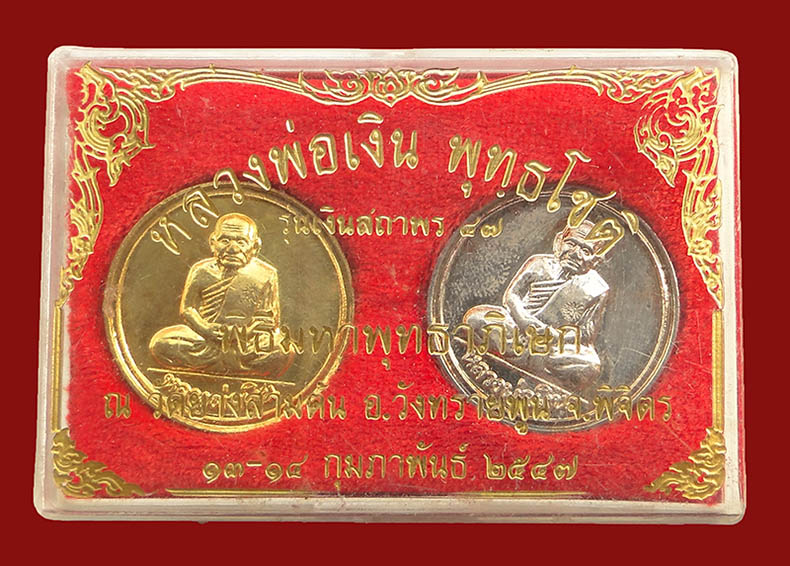 หลวงพ่อเงิน พุทฺธโชติ
รุ่นเงินสถาพร ๔๗
พิธีมหาพุทธาภิเษก
ณ วัดยางสามต้น อ.วังทรายพูน จ.พิจิตร
๑๓-๑๔ กุมภาพันธ์ ๒๕๔๗